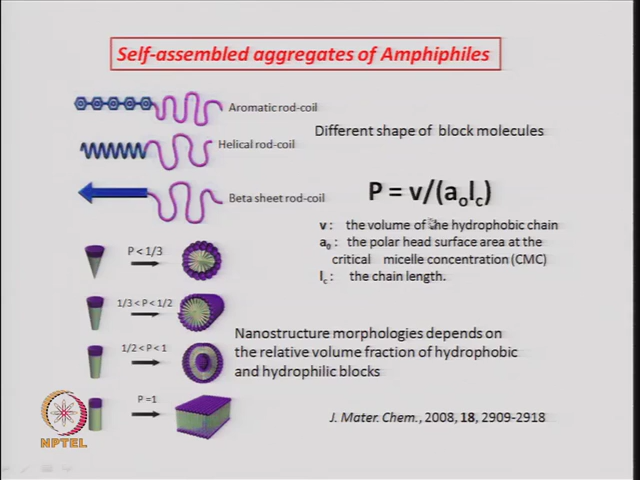 Self-assembled aggregates of Amphiphiles
Aromatic rod-coil
Different shape of block molecules
Helical rod-coil
P = v/(aₒl꜀)
Beta sheet rod-coil
v : the volume of the hydrophobic chain
a₀ : the polar head surface area at the
critical micelle concentration (CMC)
l꜀ : the chain length.
P < 1/3
1/3 < P < 1/2
Nanostructure morphologies depends on
the relative volume fraction of hydrophobic
and hydrophilic blocks
1/2 < P < 1
P =1
J. Mater. Chem., 2008, 18, 2909-2918
NPTEL